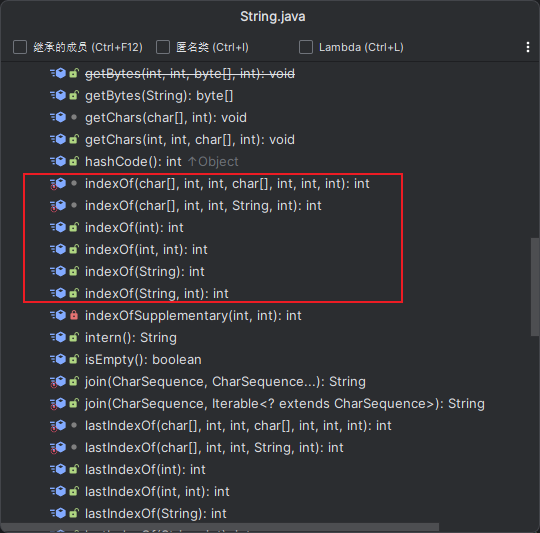 String.java
继承的成员 (Ctrl+F12) 匿名类 (Ctrl+I) Lambda (Ctrl+L)
getBytes(int, int, byte[], int): void
getBytes(String): byte[]
getChars(char[], int): void
getChars(int, int, char[], int): void
hashCode(): int ↑Object
indexOf(char[], int, int, char[], int, int, int): int
indexOf(char[], int, int, String, int): int
indexOf(int): int
indexOf(int, int): int
indexOf(String): int
indexOf(String, int): int
indexOfSupplementary(int, int): int
intern(): String
isEmpty(): boolean
join(CharSequence, CharSequence...): String
join(CharSequence, Iterable<? extends CharSequence>): String
lastIndexOf(char[], int, int, char[], int, int, int): int
lastIndexOf(char[], int, int, String, int): int
lastIndexOf(int): int
lastIndexOf(int, int): int
lastIndexOf(String): int